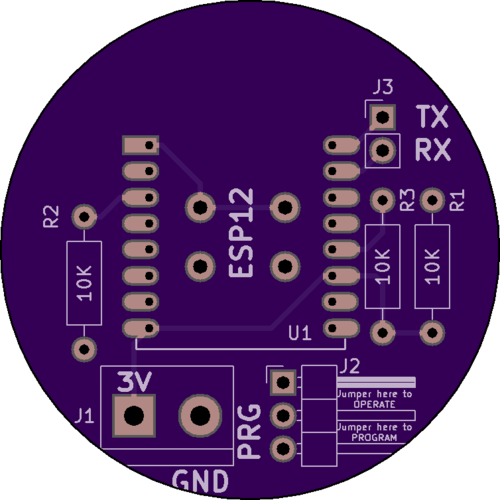 J3
TX
RX
R2
ESP12
R3
R1
10K
10K
10K
U1
J2
3V
J1
PRG
Jumper here to
OPERATE
Jumper here to
PROGRAM
GND